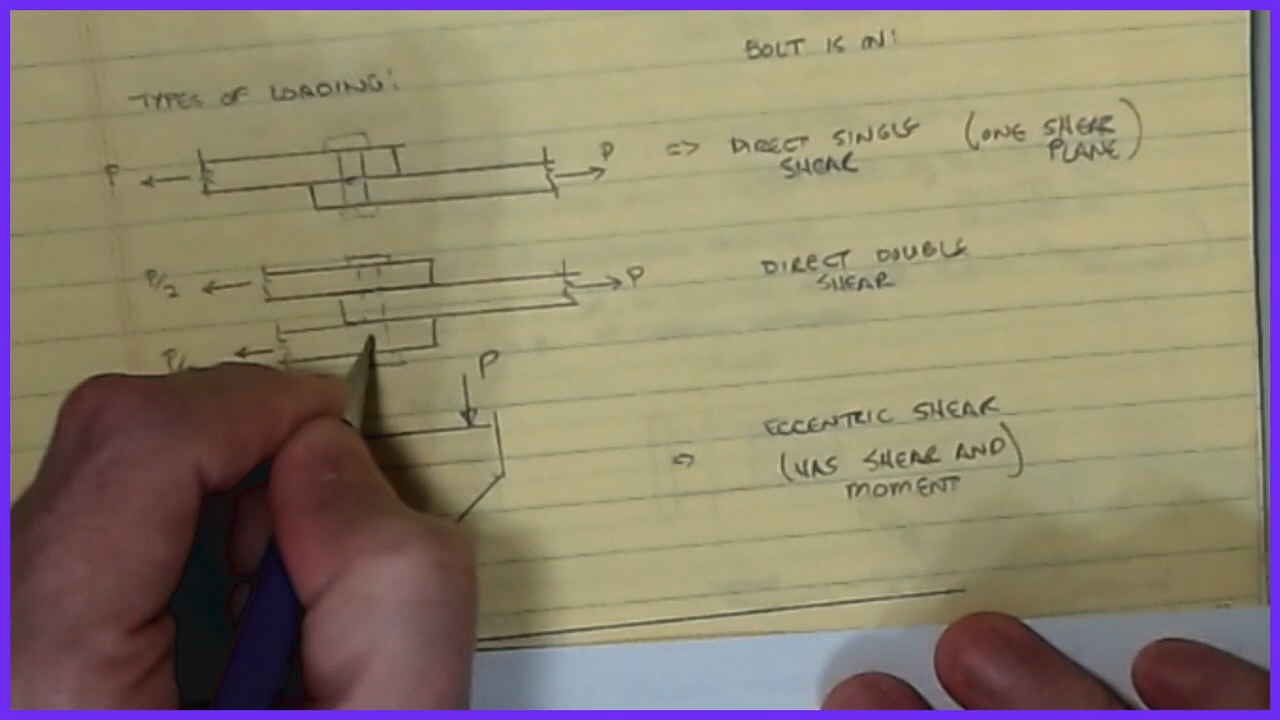 BOLT IS IN:
TYPES OF LOADING:
P
P
=> DIRECT SINGLE SHEAR
(ONE SHEAR PLANE)
P/2
P
DIRECT DOUBLE
SHEAR
P
=> ECCENTRIC SHEAR
(HAS SHEAR AND
MOMENT)